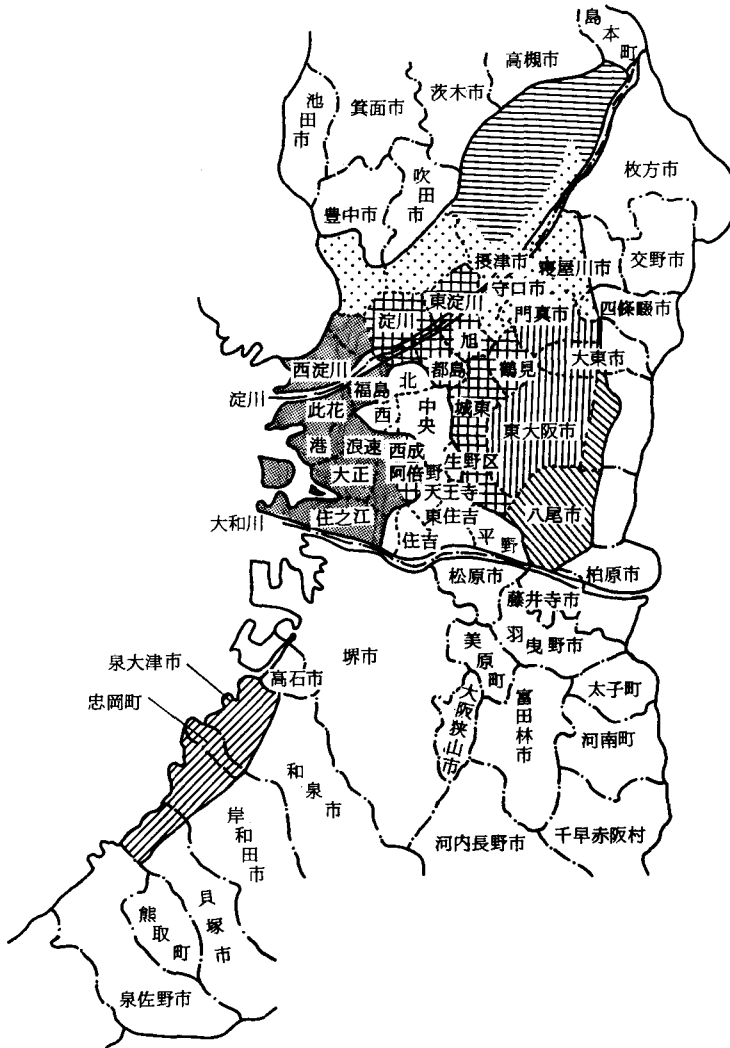 島本町
高槻市
茨木市
池田市
箕面市
吹田市
枚方市
豊中市
摂津市
寝屋川市
交野市
守口市
東淀川
淀川
門真市
四條畷市
旭
大東市
西淀川
都島
鶴見
北
福島
淀川
此花
西
中央
城東
東大阪市
港
浪速
西成
生野区
阿倍野
大正
天王寺
八尾市
住之江
東住吉
大和川
住吉
平野
松原市
柏原市
藤井寺市
羽曳野市
美原町
堺市
泉大津市
高石市
太子町
忠岡町
大阪狭山市
富田林市
河南町
和泉市
岸和田市
河内長野市
千早赤阪村
貝塚市
熊取町
泉佐野市